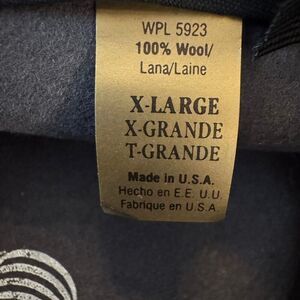 WPL 5923
100% Wool/
Lana/Laine
X-LARGE
X-GRANDE
T-GRANDE
Made in U.S.A.
Hecho en E.E. U.U
Fabrique en U.S.A